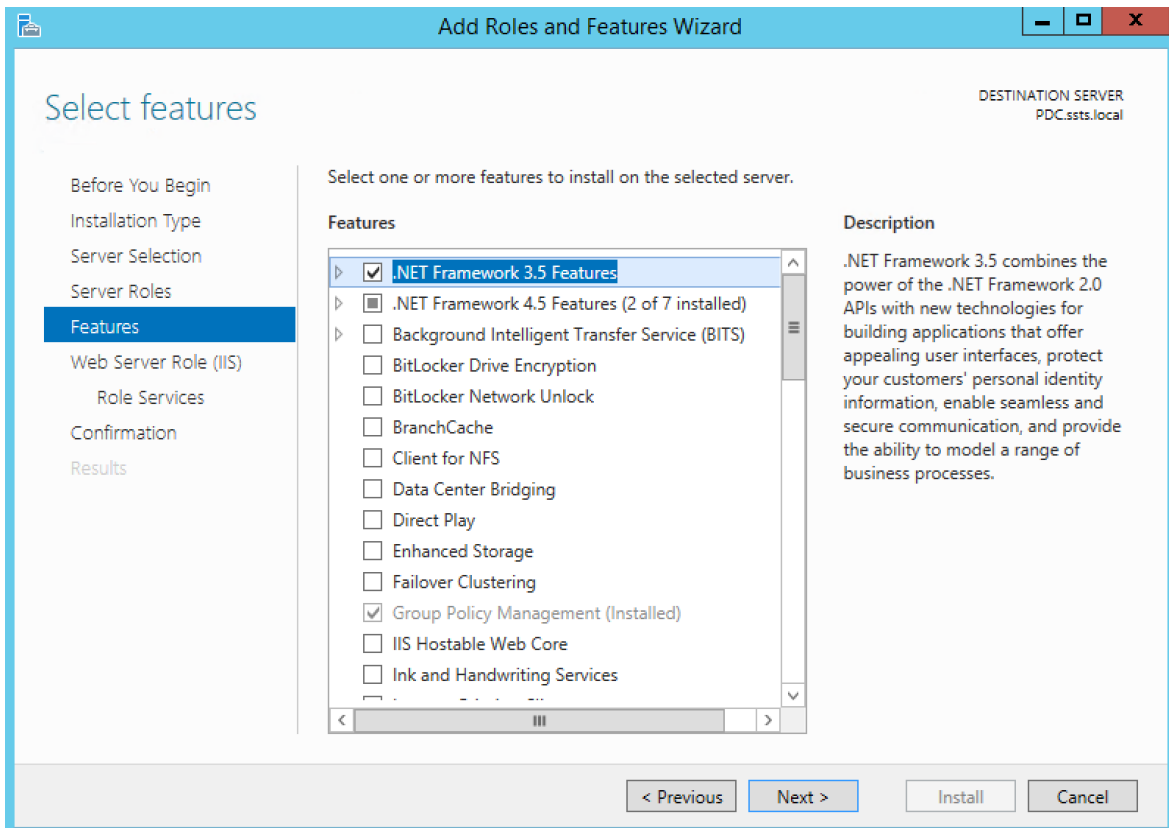 Add Roles and Features Wizard
Select features
DESTINATION SERVER
PDC.ssts.local
Before You Begin
Installation Type
Server Selection
Server Roles
Features
Web Server Role (IIS)
Role Services
Confirmation
Results
Select one or more features to install on the selected server.
Features
.NET Framework 3.5 Features
.NET Framework 4.5 Features (2 of 7 installed)
Background Intelligent Transfer Service (BITS)
BitLocker Drive Encryption
BitLocker Network Unlock
BranchCache
Client for NFS
Data Center Bridging
Direct Play
Enhanced Storage
Failover Clustering
Group Policy Management (Installed)
IIS Hostable Web Core
Ink and Handwriting Services
Description
.NET Framework 3.5 combines the
power of the .NET Framework 2.0
APIs with new technologies for
building applications that offer
appealing user interfaces, protect
your customers' personal identity
information, enable seamless and
secure communication, and provide
the ability to model a range of
business processes.
< Previous
Next >
Install
Cancel